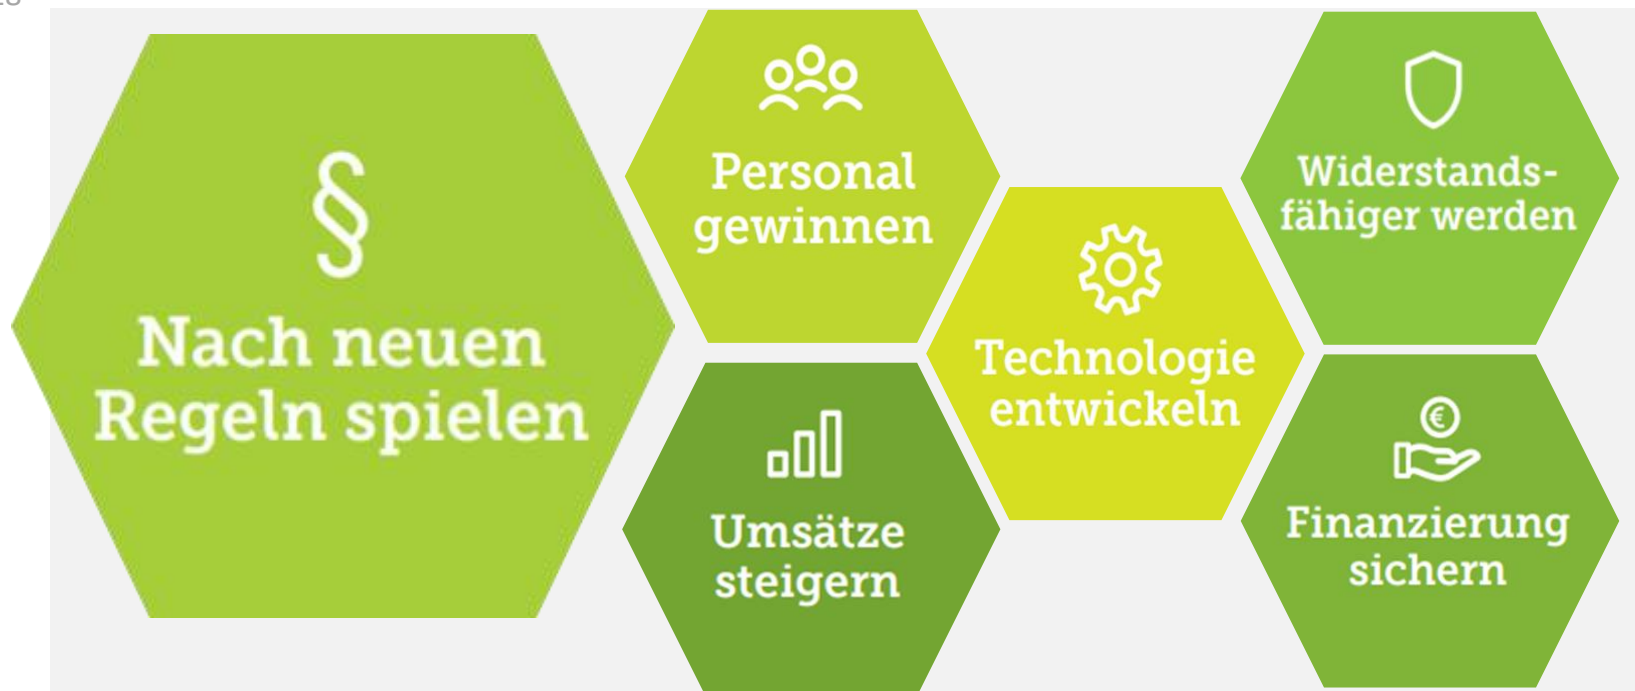 §
Nach neuen
Regeln spielen
Personal
gewinnen
Umsätze
steigern
Technologie
entwickeln
Widerstands-
fähiger werden
€
Finanzierung
sichern